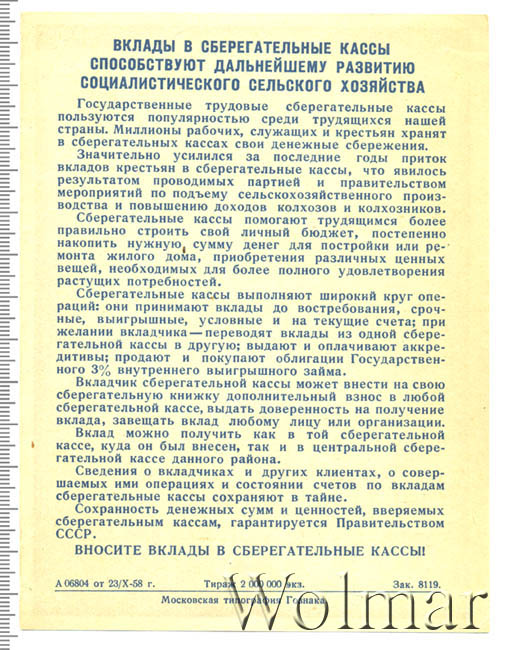 ВКЛАДЫ В СБЕРЕГАТЕЛЬНЫЕ КАССЫ
СПОСОБСТВУЮТ ДАЛЬНЕЙШЕМУ РАЗВИТИЮ
СОЦИАЛИСТИЧЕСКОГО СЕЛЬСКОГО ХОЗЯЙСТВА
Государственные трудовые сберегательные кассы
пользуются популярностью среди трудящихся нашей
страны. Миллионы рабочих, служащих и крестьян хранят
в сберегательных кассах свои денежные сбережения.
Значительно усилился за последние годы приток
вкладов крестьян в сберегательные кассы, что явилось
результатом проводимых партией и правительством
мероприятий по подъему сельскохозяйственного произ-
водства и повышению доходов колхозов и колхозников.
Сберегательные кассы помогают трудящимся более
правильно строить свой личный бюджет, постепенно
накопить нужную сумму денег для постройки или ре-
монта жилого дома, приобретения различных ценных
вещей, необходимых для более полного удовлетворения
растущих потребностей.
Сберегательные кассы выполняют широкий круг опе-
раций: они принимают вклады до востребования, сроч-
ные, выигрышные, условные и на текущие счета; при
желании вкладчика — переводят вклады из одной сбере-
гательной кассы в другую; выдают и оплачивают аккре-
дитивы; продают и покупают облигации Государствен-
ного 3% внутреннего выигрышного займа.
Вкладчик сберегательной кассы может внести на свою
сберегательную книжку дополнительный взнос в любой
сберегательной кассе, выдать доверенность на получение
вклада, завещать вклад любому лицу или организации.
Вклад можно получить как в той сберегательной
кассе, куда он был внесен, так и в центральной сбере-
гательной кассе данного района.
Сведения о вкладчиках и других клиентах, о совер-
шаемых ими операциях и состоянии счетов по вкладам
сберегательные кассы сохраняют в тайне.
Сохранность денежных сумм и ценностей, вверяемых
сберегательным кассам, гарантируется Правительством
СССР.
ВНОСИТЕ ВКЛАДЫ В СБЕРЕГАТЕЛЬНЫЕ КАССЫ!
А 06804 от 23/X-58 г. Тираж 2 000 000 экз. Зак. 8119.
Московская типография Гознака
Wolmar